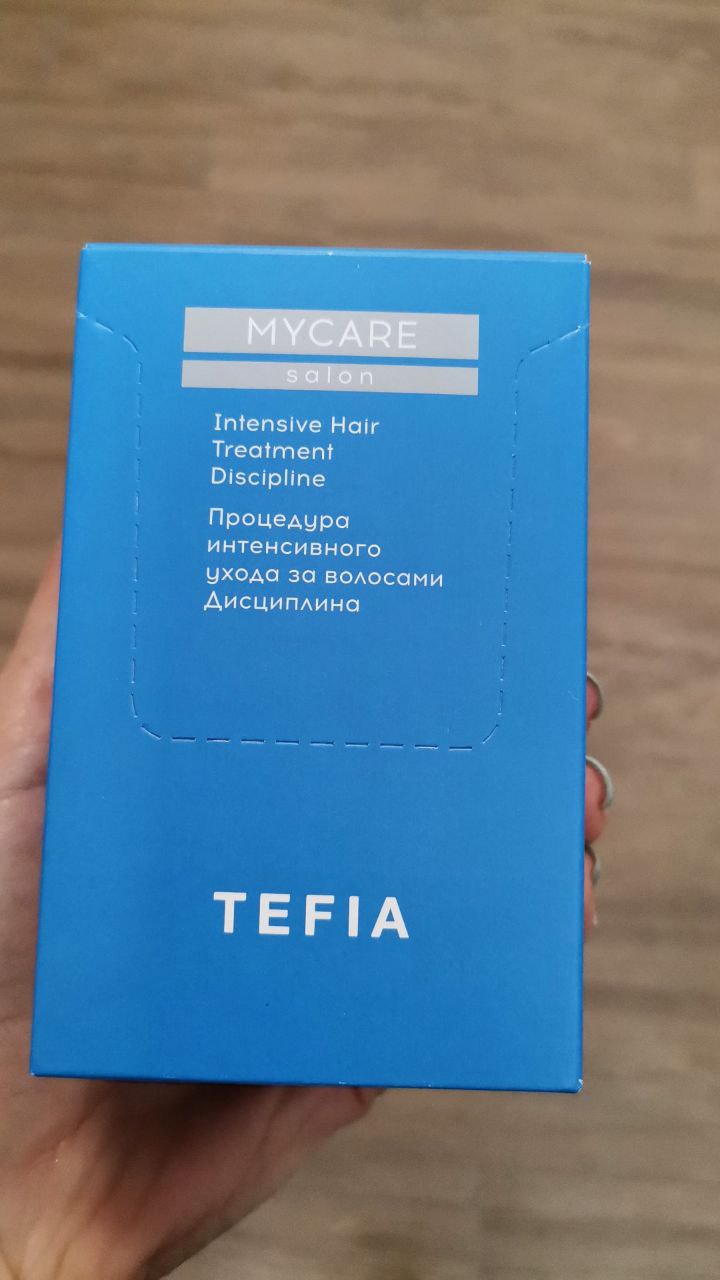 MYCARE
salon
Intensive Hair
Treatment
Discipline
Процедура
интенсивного
ухода за волосами
Дисциплина
TEFIA